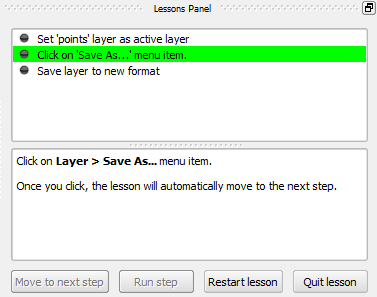 Lessons Panel
Set 'points' layer as active layer
Click on 'Save As...' menu item.
Save layer to new format
Click on Layer > Save As... menu item.
Once you click, the lesson will automatically move to the next step.
Move to next step
Run step
Restart lesson
Quit lesson